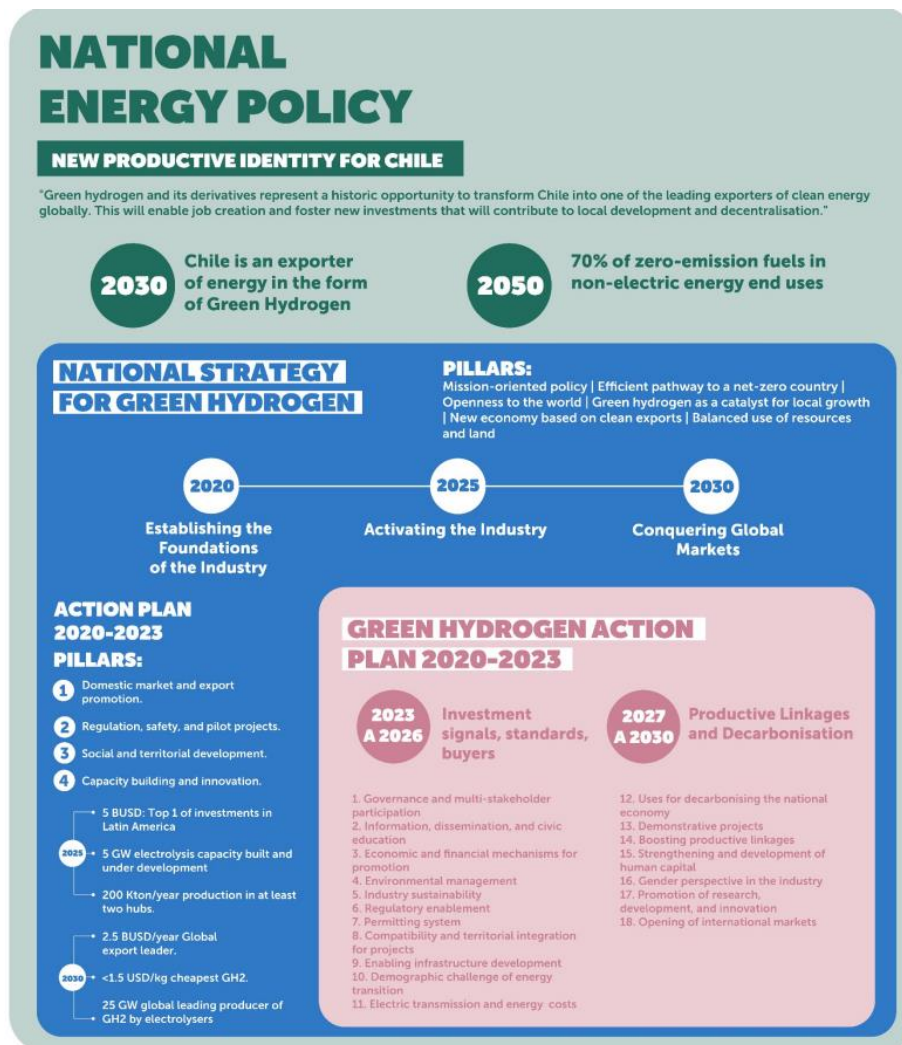 NATIONAL
ENERGY POLICY
NEW PRODUCTIVE IDENTITY FOR CHILE
"Green hydrogen and its derivatives represent a historic opportunity to transform Chile into one of the leading exporters of clean energy
globally. This will enable job creation and foster new investments that will contribute to local development and decentralisation."
2030
Chile is an exporter
of energy in the form
of Green Hydrogen
2050
70% of zero-emission fuels in
non-electric energy end uses
NATIONAL STRATEGY
FOR GREEN HYDROGEN
PILLARS:
Mission-oriented policy | Efficient pathway to a net-zero country |
Openness to the world | Green hydrogen as a catalyst for local growth
| New economy based on clean exports | Balanced use of resources
and land
2020
Establishing the
Foundations
of the Industry
2025
Activating the Industry
2030
Conquering Global
Markets
ACTION PLAN
2020-2023
PILLARS:
1 Domestic market and export
promotion.
2 Regulation, safety, and pilot projects.
3 Social and territorial development.
4 Capacity building and innovation.
2025
5 BUSD: Top 1 of investments in
Latin America
5 GW electrolysis capacity built and
under development
200 Kton/year production in at least
two hubs.
2030
2.5 BUSD/year Global
export leader.
<1.5 USD/kg cheapest GH2.
25 GW global leading producer of
GH2 by electrolysers
GREEN HYDROGEN ACTION
PLAN 2020-2023
2023
A 2026
Investment
signals, standards,
buyers
1. Governance and multi-stakeholder
participation
2. Information, dissemination, and civic
education
3. Economic and financial mechanisms for
promotion
4. Environmental management
5. Industry sustainability
6. Regulatory enablement
7. Permitting system
8. Compatibility and territorial integration
for projects
9. Enabling infrastructure development
10. Demographic challenge of energy
transition
11. Electric transmission and energy costs
2027
A 2030
Productive Linkages
and Decarbonisation
12. Uses for decarbonising the national
economy
13. Demonstrative projects
14. Boosting productive linkages
15. Strengthening and development of
human capital
16. Gender perspective in the industry
17. Promotion of research,
development, and innovation
18. Opening of international markets